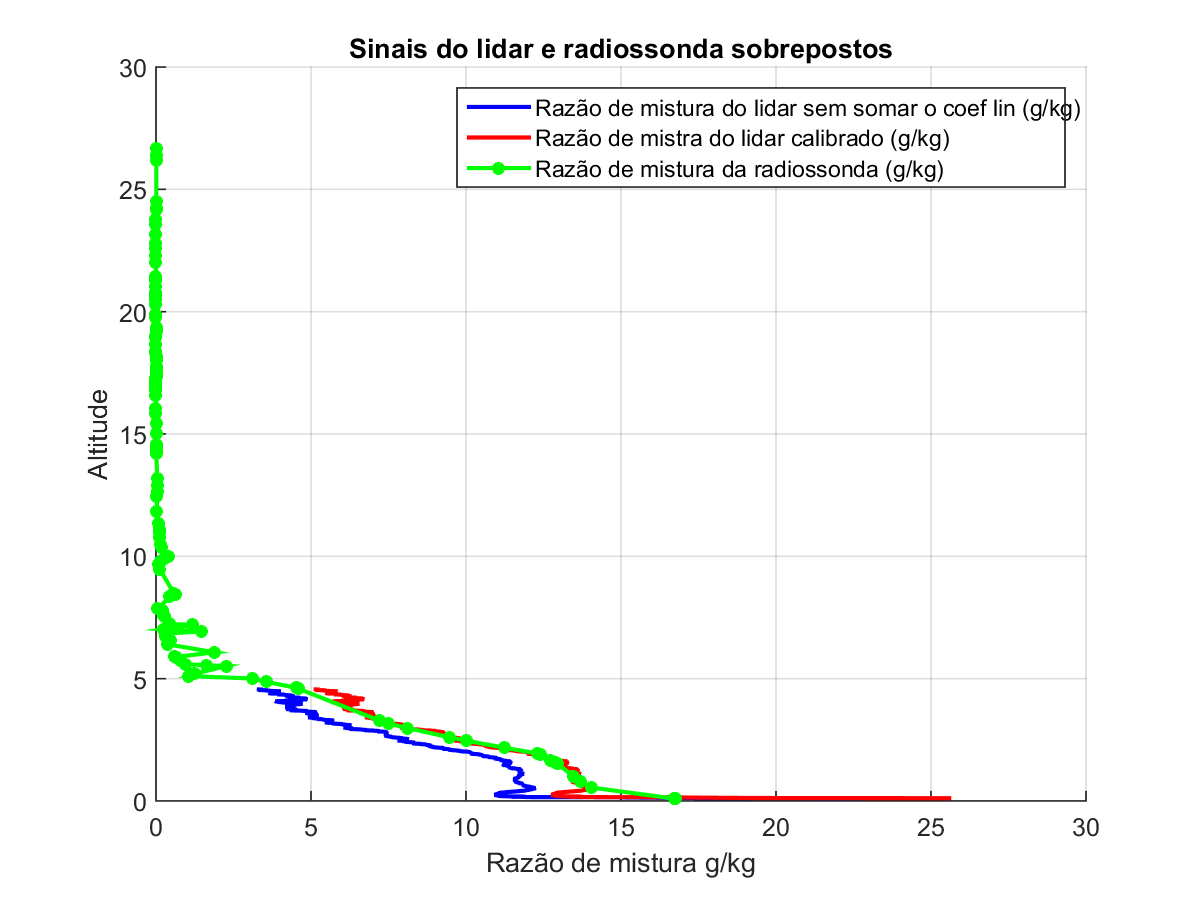 Sinais do lidar e radiossonda sobrepostos
30
25
20
15
10
5
0
Altitude
Razão de mistura do lidar sem somar o coef lin (g/kg)
Razão de mistra do lidar calibrado (g/kg)
Razão de mistura da radiossonda (g/kg)
0 5 10 15 20 25 30
Razão de mistura g/kg